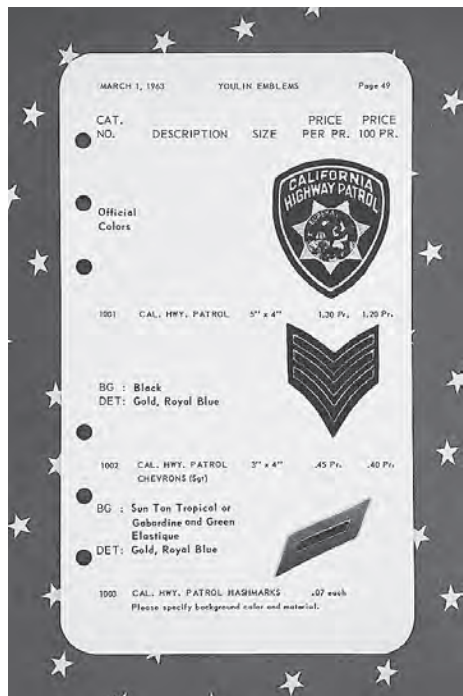 MARCH 1, 1963 YOULIN EMBLEMS Page 49
CAT. NO. DESCRIPTION SIZE PRICE PER PR. PRICE 100 PR.
CALIFORNIA
HIGHWAY PATROL
EUREKA
Official
Colors
1001 CAL. HWY. PATROL 5" x 4" 1.30 Pr. 1.20 Pr.
BG : Black
DET: Gold, Royal Blue
1002 CAL. HWY. PATROL 3" x 4" .45 Pr. .40 Pr.
CHEVRONS (Sgt)
BG : Sun Tan Tropical or
Gabardine and Green
Elastique
DET: Gold, Royal Blue
1003 CAL. HWY. PATROL HASHMARKS .07 each
Please specify background color and material.